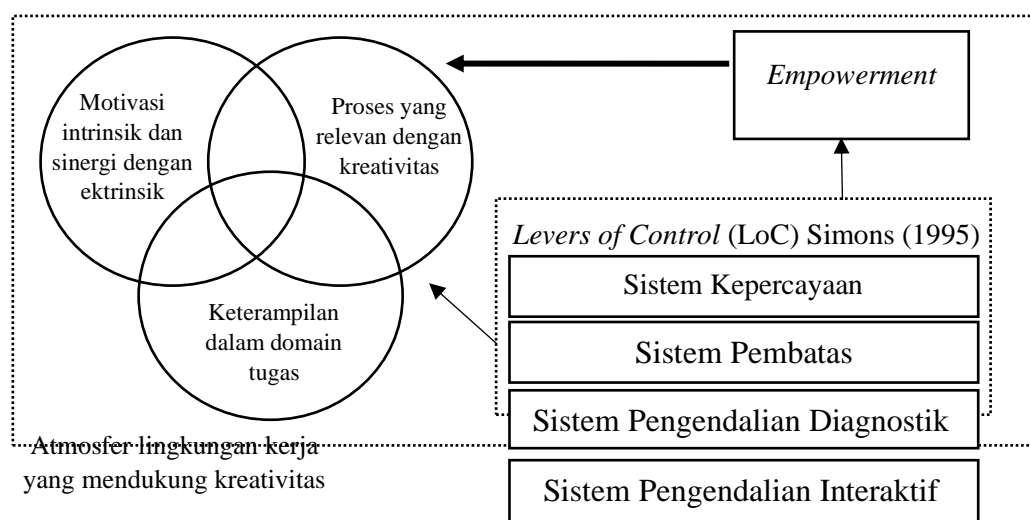 Motivasi
intrinsik dan
sinergi dengan
ektrinsik
Proses yang
relevan dengan
kreativitas
Keterampilan
dalam domain
tugas
Atmosfer lingkungan kerja
yang mendukung kreativitas
Empowerment
Levers of Control (LoC) Simons (1995)
Sistem Kepercayaan
Sistem Pembatas
Sistem Pengendalian Diagnostik
Sistem Pengendalian Interaktif